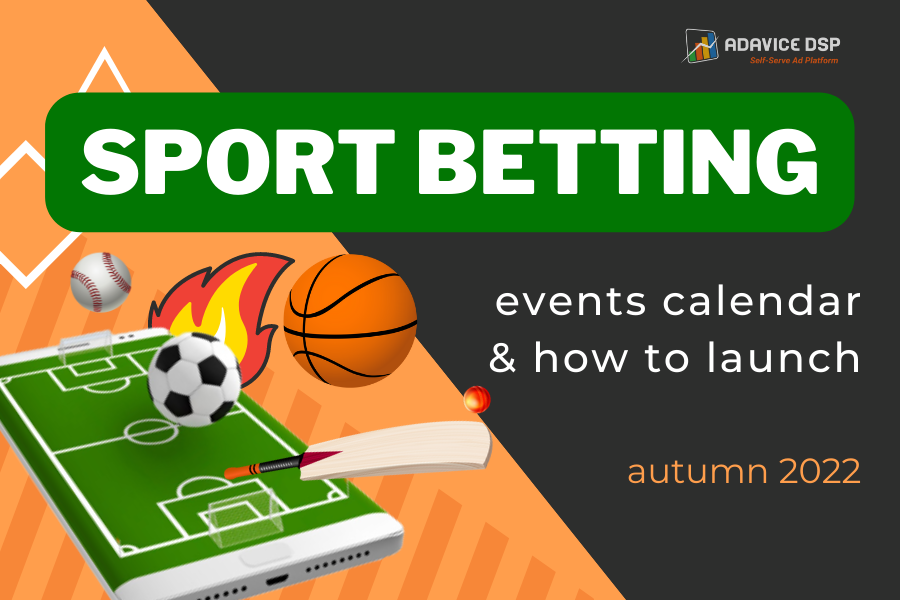 ADAVICE DSP
Self-Serve Ad Platform
SPORT BETTING
events calendar
& how to launch
autumn 2022